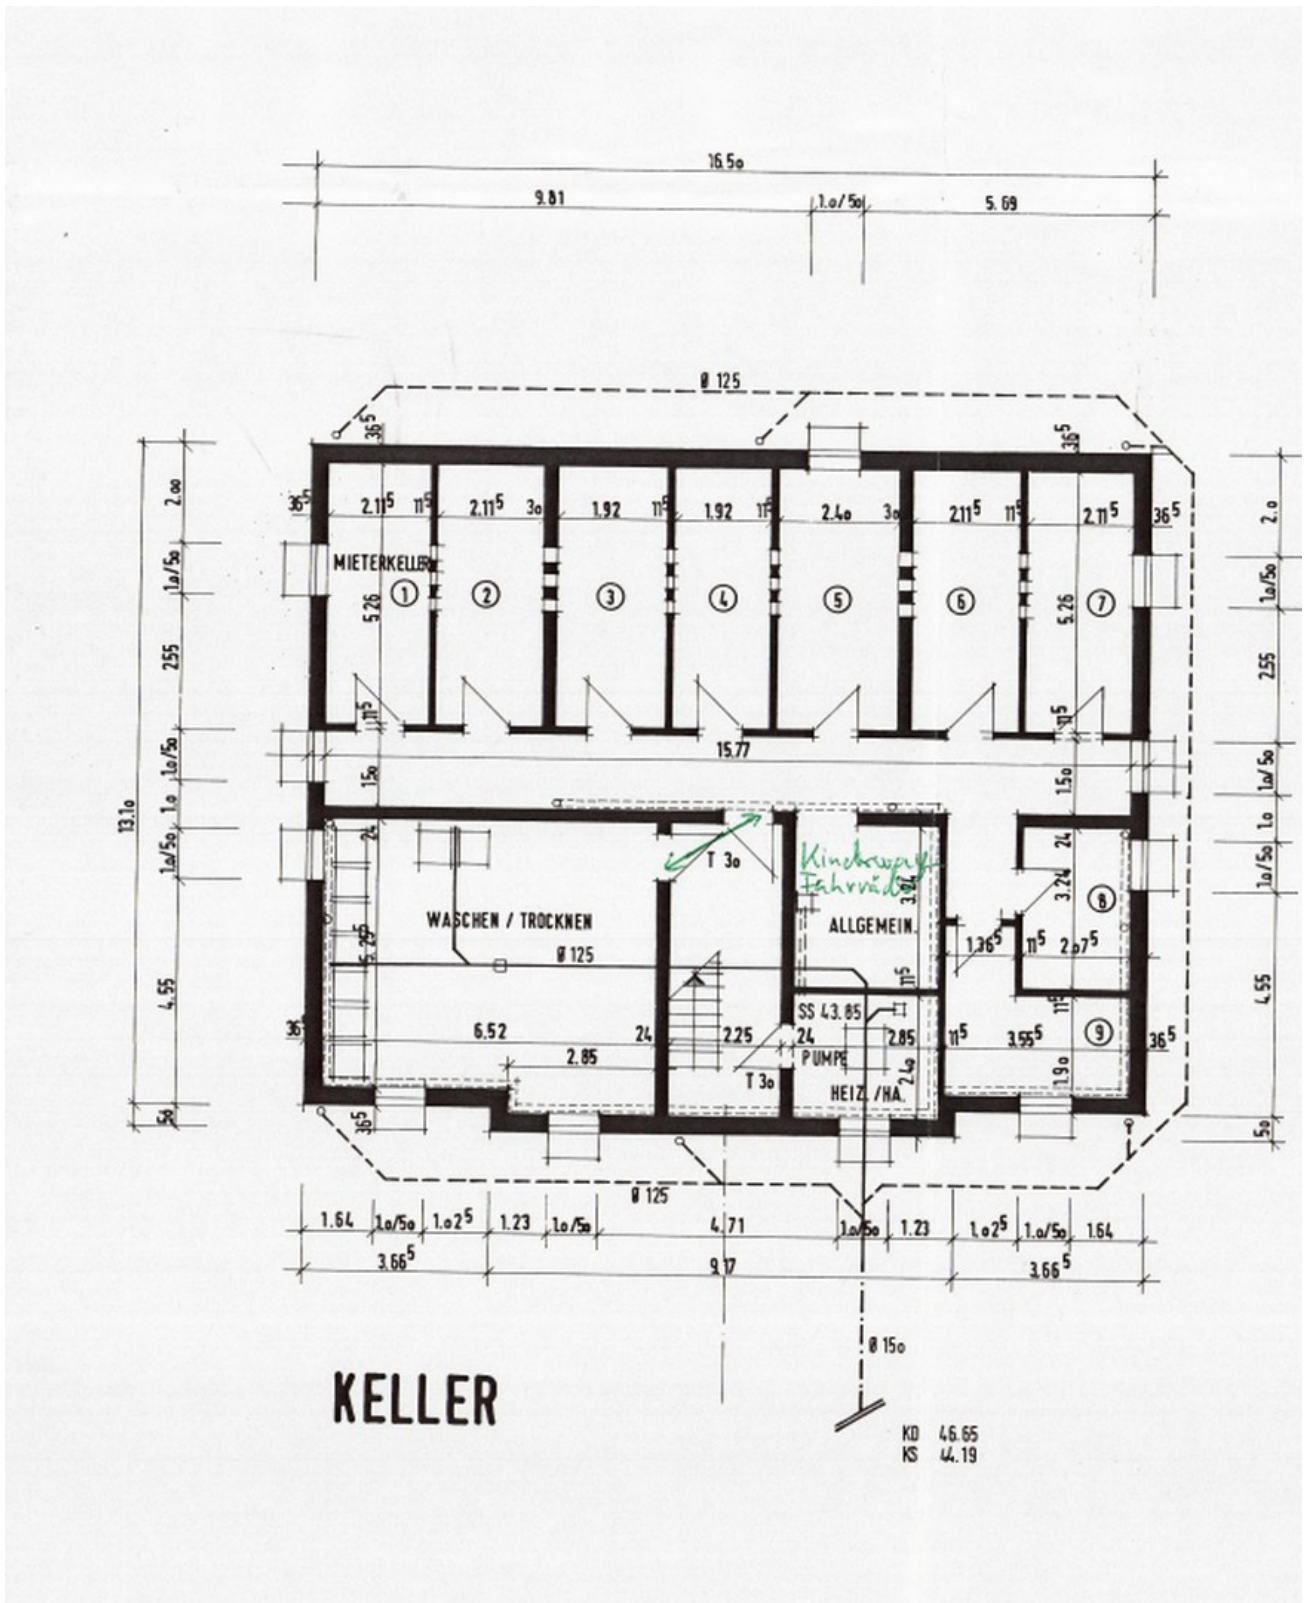 16.50
9.81 1.0/50 5.69
Ø 125
36⁵ 36⁵
2.00 2.0
36⁵ 2.11⁵ 11⁵ 2.11⁵ 30 1.92 11⁵ 1.92 11⁵ 2.40 30 2.11⁵ 11⁵ 2.11⁵ 36⁵
MIETERKELLER
1.0/50 1.0/50
1 2 3 4 5 6 7
5.26 5.26
2.55 2.55
11⁵ 11⁵
15.77
1.0/50 1.50 1.50 1.0/50
13.10
1.0 1.0
24 24
T 30
Fahrräder
1.0/50 3.24 3.24 8 1.0/50
WASCHEN / TROCKNEN ALLGEMEIN.
5.29⁵ 1.36⁵ 11⁵ 2.07⁵
Ø 125
11⁵ 11⁵
4.55 4.55
SS 43.85
36⁵ 6.52 24 2.25 24 2.85 11⁵ 3.55⁵ 9 36⁵
2.85 PUMPE
T 30 2.40 1.90
HEIZ. /HA.
50 36⁵ 50
Ø 125
1.64 1.0/50 1.02⁵ 1.23 1.0/50 4.71 1.0/50 1.23 1.02⁵ 1.0/50 1.64
3.66⁵ 9.17 3.66⁵
Ø 150
KELLER
KD 46.65
KS 44.19